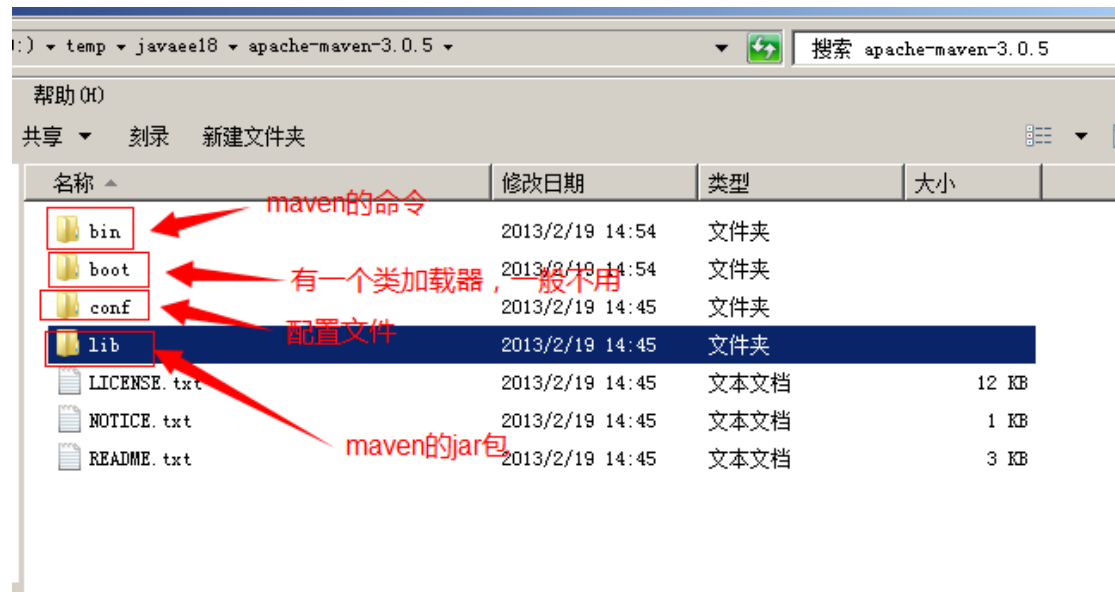 :) ▾ temp ▾ javaee18 ▾ apache-maven-3.0.5 ▾ 搜索 apache-maven-3.0.5
帮助(H)
共享 ▾ 刻录 新建文件夹
名称 修改日期 类型 大小
maven的命令
bin 2013/2/19 14:54 文件夹
boot 2013/2/19 14:54 文件夹
有一个类加载器，一般不用
conf 2013/2/19 14:45 文件夹
配置文件
lib 2013/2/19 14:45 文件夹
LICENSE.txt 2013/2/19 14:45 文本文档 12 KB
NOTICE.txt 2013/2/19 14:45 文本文档 1 KB
maven的jar包
README.txt 2013/2/19 14:45 文本文档 3 KB